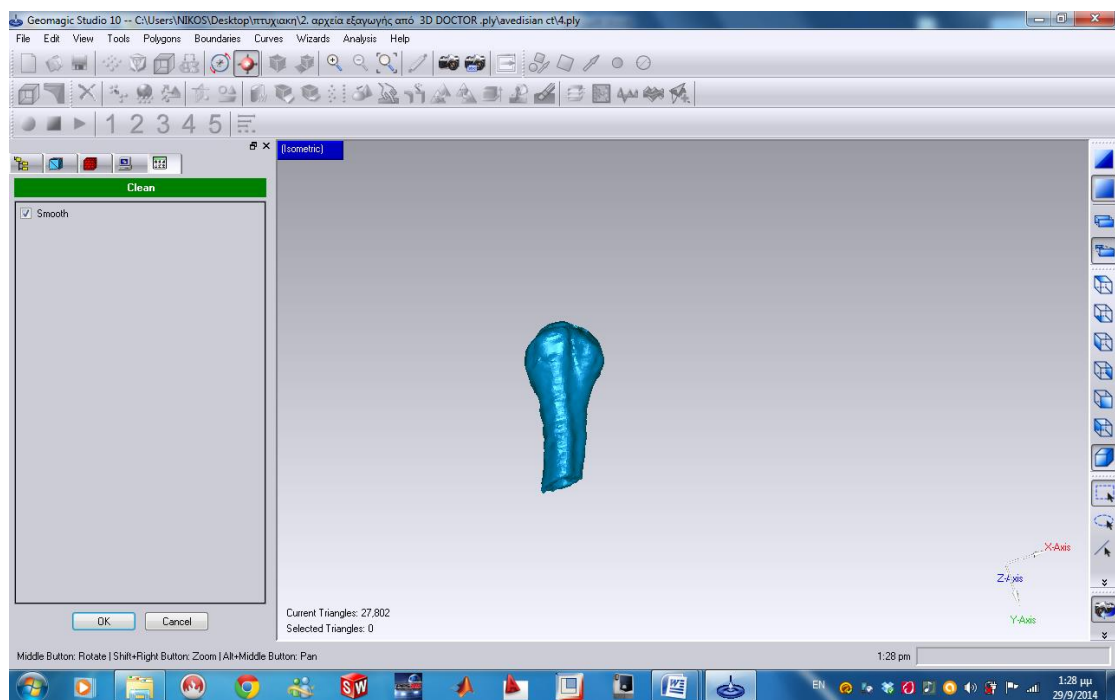 Geomagic Studio 10 -- C:\Users\NIKOS\Desktop\πτυχιακη\2. αρχεία εξαγωγής από  3D DOCTOR .ply\avedisian ct\4.ply
File Edit View Tools Polygons Boundaries Curves Wizards Analysis Help
1 2 3 4 5
(Isometric)
Clean
Smooth
X-Axis
Z-Axis
Y-Axis
Current Triangles: 27,802
Selected Triangles: 0
OK Cancel
Middle Button: Rotate | Shift+Right Button: Zoom | Alt+Middle Button: Pan
1:28 pm
SW
W
EN
1:28 μμ
29/9/2014